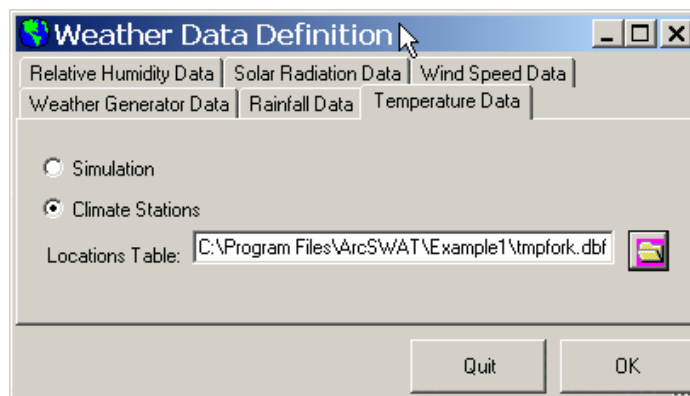 Weather Data Definition
Relative Humidity Data Solar Radiation Data Wind Speed Data
Weather Generator Data Rainfall Data Temperature Data
Simulation
Climate Stations
Locations Table: C:\Program Files\ArcSWAT\Example1\tmpfork.dbf
Quit OK